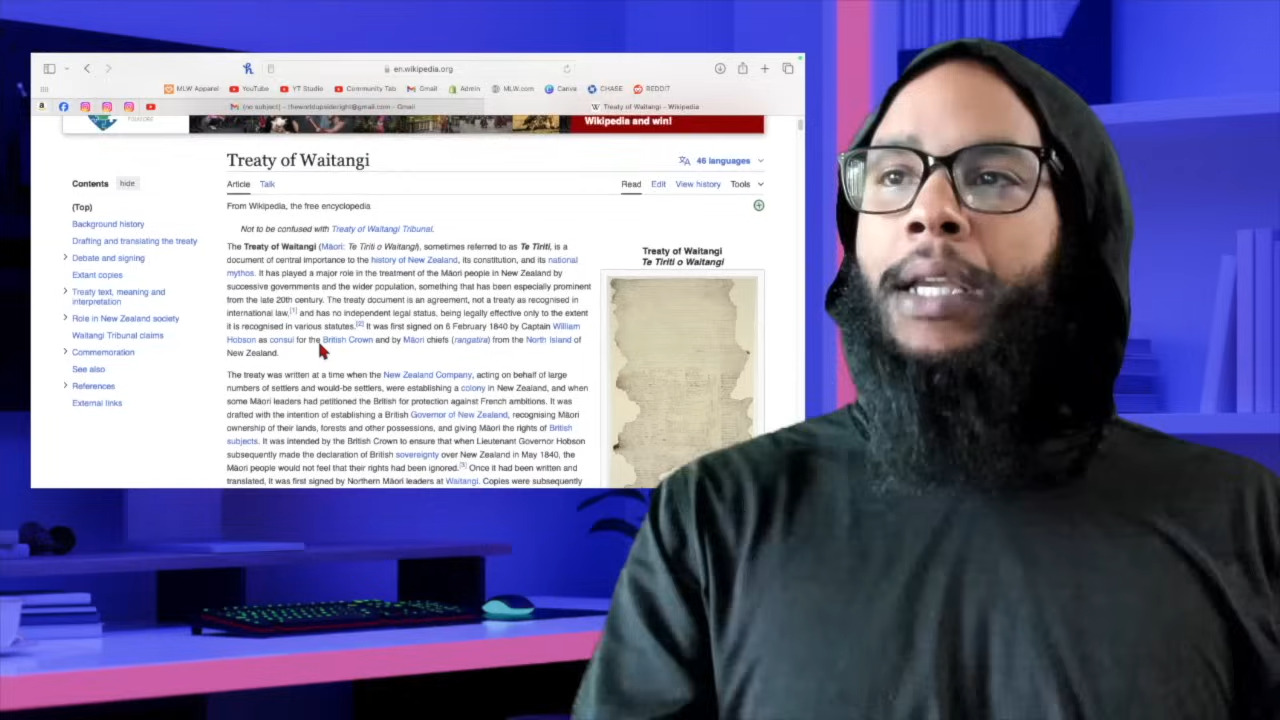 en.wikipedia.org
MLW Apparel
YouTube
YT Studio
Community Tab
Gmail
Admin
MLW.com
Canva
CHASE
REDDIT
(no subject) - theworldupsideright@gmail.com - Gmail
Treaty of Waitangi - Wikipedia
FOLKLORE
Wikipedia and win!
Treaty of Waitangi
46 languages
Contents hide
Article Talk
Read Edit View history Tools
(Top)
Background history
Drafting and translating the treaty
Debate and signing
Extant copies
Treaty text, meaning and
interpretation
Role in New Zealand society
Waitangi Tribunal claims
Commemoration
See also
References
External links
From Wikipedia, the free encyclopedia
Not to be confused with Treaty of Waitangi Tribunal.
The Treaty of Waitangi (Māori: Te Tiriti o Waitangi), sometimes referred to as Te Tiriti, is a
document of central importance to the history of New Zealand, its constitution, and its national
mythos. It has played a major role in the treatment of the Māori people in New Zealand by
successive governments and the wider population, something that has been especially prominent
from the late 20th century. The treaty document is an agreement, not a treaty as recognised in
international law,[1] and has no independent legal status, being legally effective only to the extent
it is recognised in various statutes.[2] It was first signed on 6 February 1840 by Captain William
Hobson as consul for the British Crown and by Māori chiefs (rangatira) from the North Island of
New Zealand.
The treaty was written at a time when the New Zealand Company, acting on behalf of large
numbers of settlers and would-be settlers, were establishing a colony in New Zealand, and when
some Māori leaders had petitioned the British for protection against French ambitions. It was
drafted with the intention of establishing a British Governor of New Zealand, recognising Māori
ownership of their lands, forests and other possessions, and giving Māori the rights of British
subjects. It was intended by the British Crown to ensure that when Lieutenant Governor Hobson
subsequently made the declaration of British sovereignty over New Zealand in May 1840, the
Māori people would not feel that their rights had been ignored.[3] Once it had been written and
translated, it was first signed by Northern Māori leaders at Waitangi. Copies were subsequently
Treaty of Waitangi
Te Tiriti o Waitangi